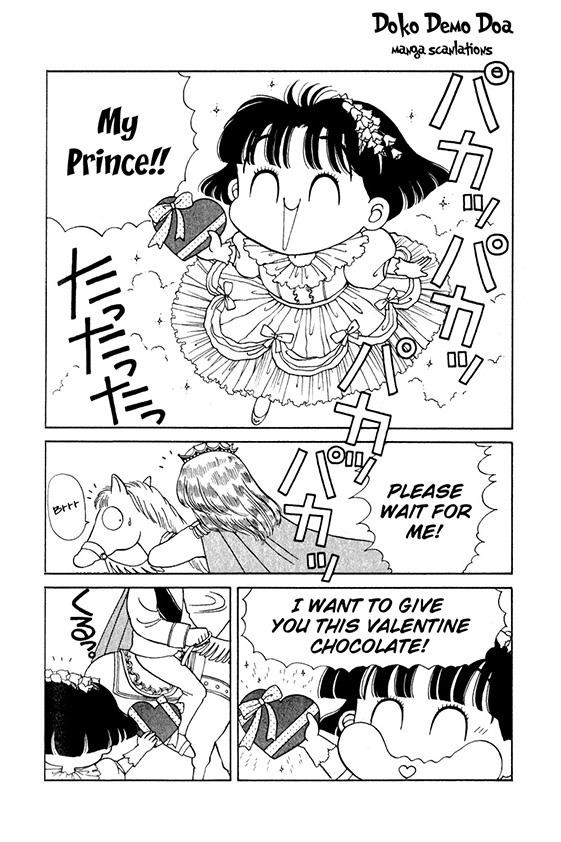 Doko Demo Doa
manga scanlations
My
Prince!!
パカッパカッ
パカッパカッ
たったったったっ
PLEASE
WAIT FOR
ME!
Brrr
I WANT TO GIVE
YOU THIS VALENTINE
CHOCOLATE!